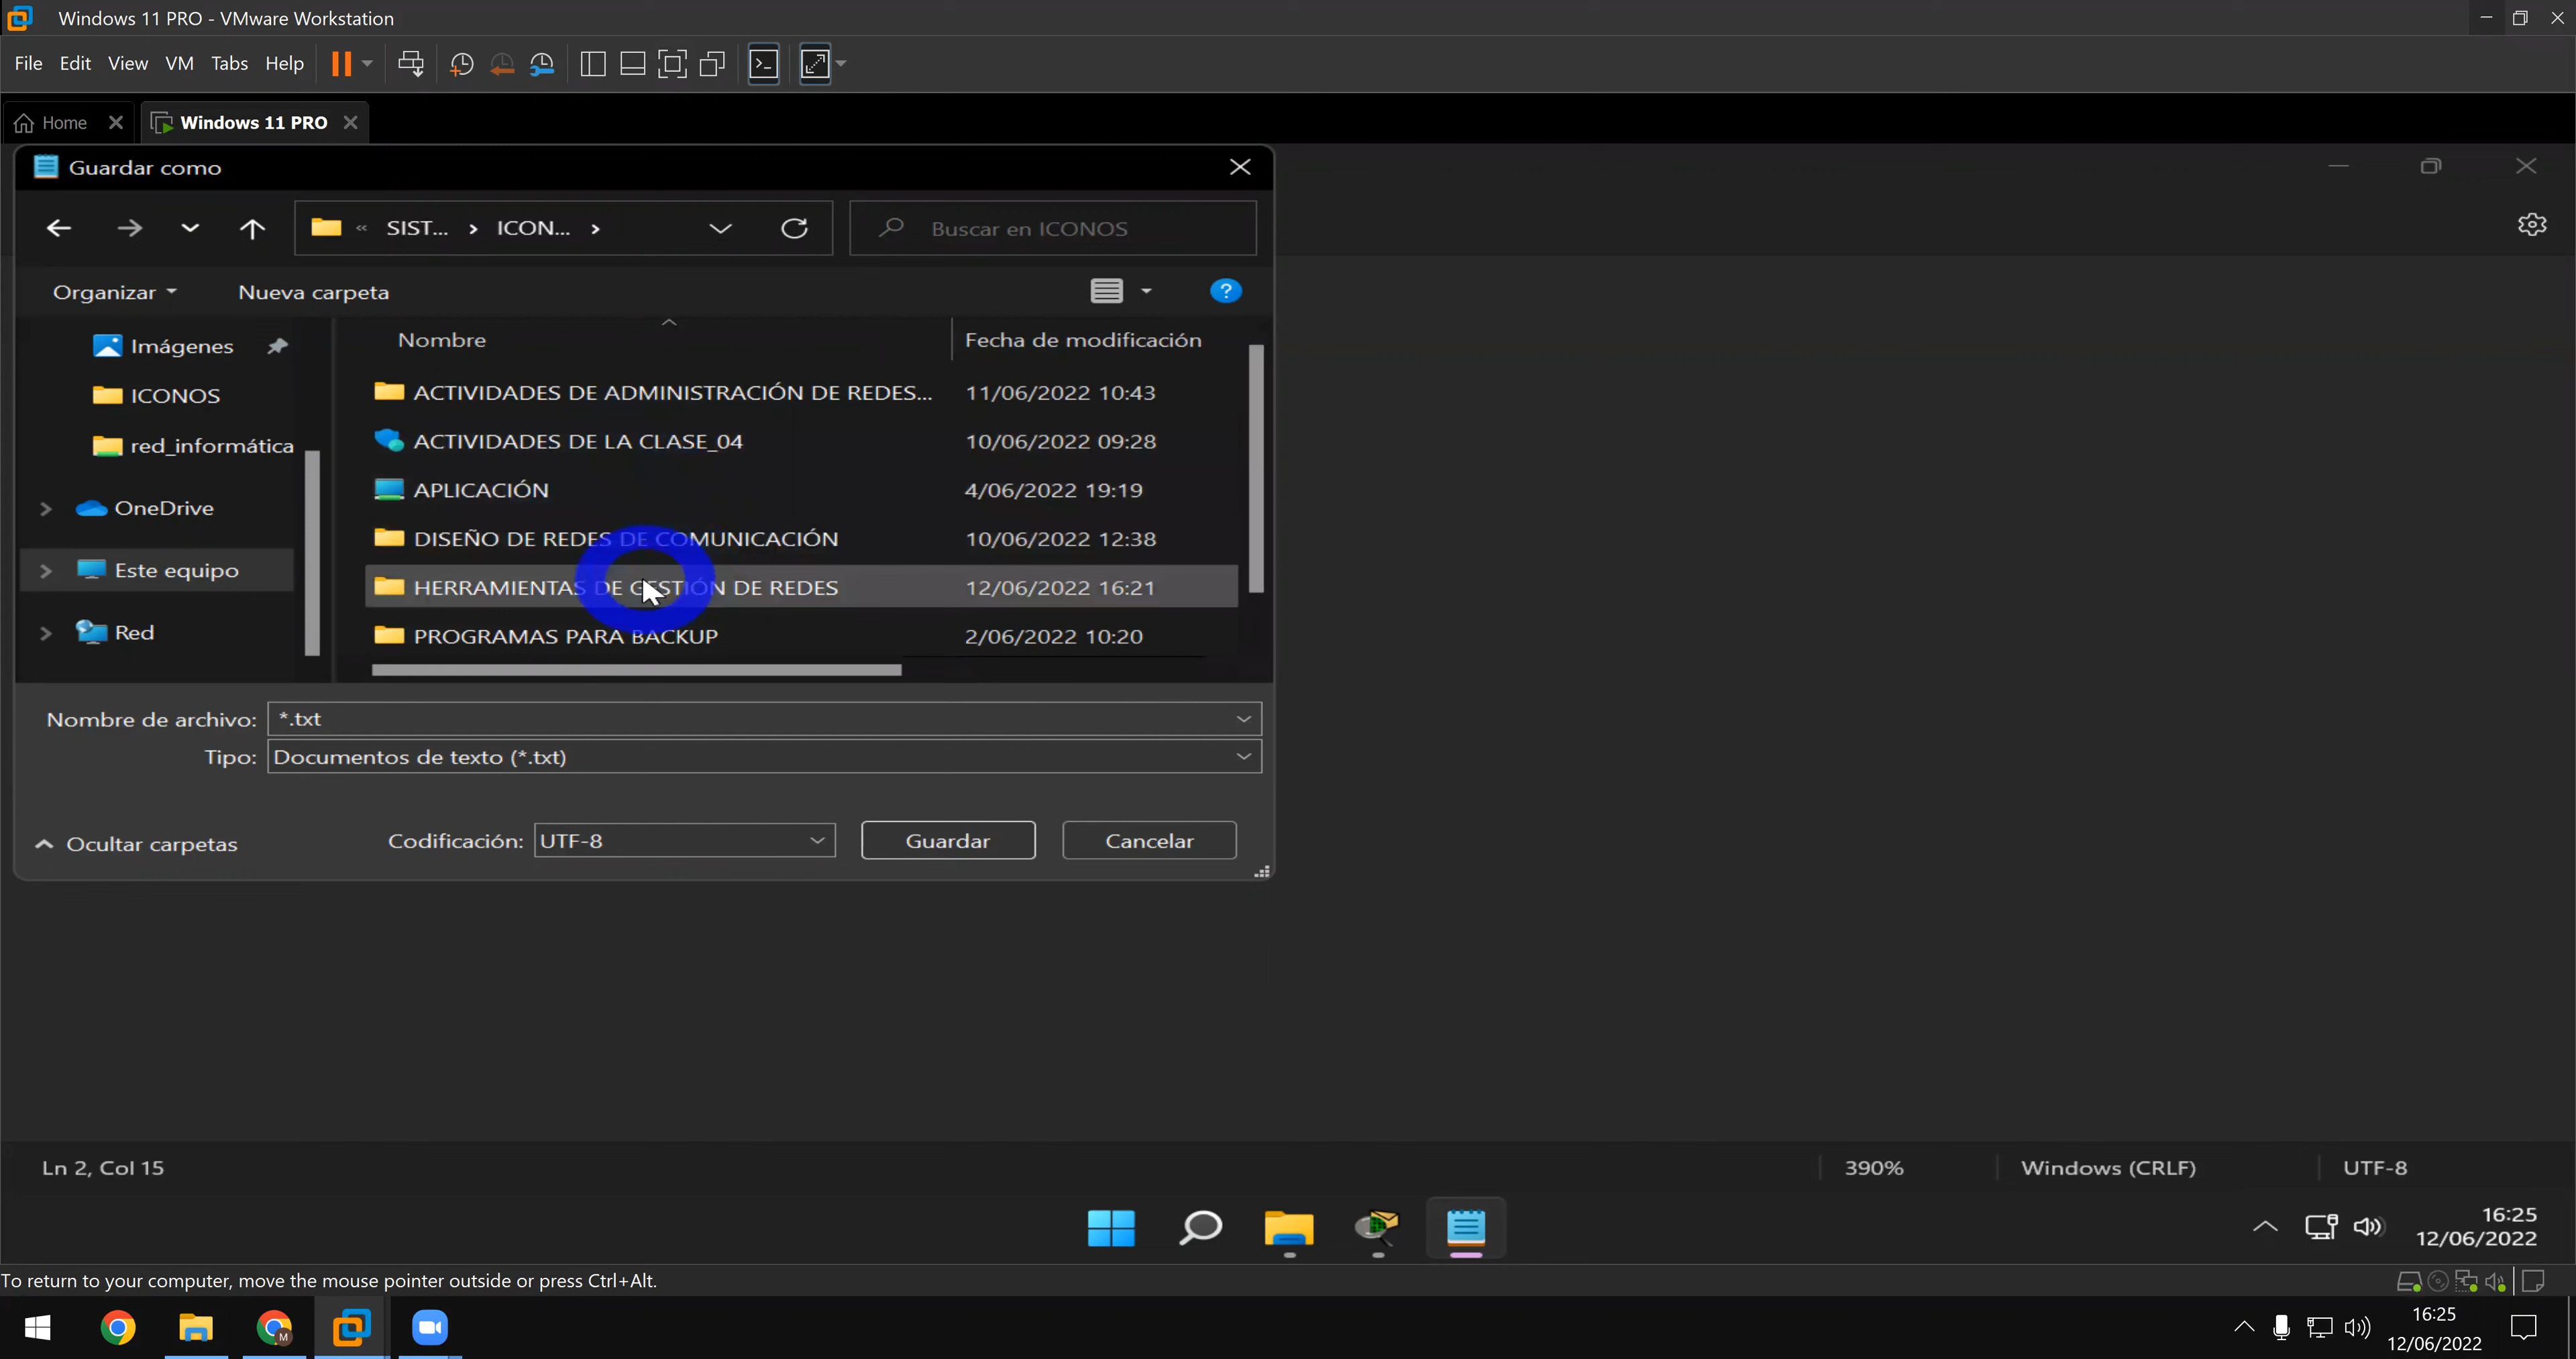 Windows 11 PRO - VMware Workstation
File Edit View VM Tabs Help
Home Windows 11 PRO
Guardar como
« SIST... › ICON... › Buscar en ICONOS
Organizar Nueva carpeta
Nombre Fecha de modificación
Imágenes
ICONOS
red_informática
OneDrive
Este equipo
Red
ACTIVIDADES DE ADMINISTRACIÓN DE REDES... 11/06/2022 10:43
ACTIVIDADES DE LA CLASE_04 10/06/2022 09:28
APLICACIÓN 4/06/2022 19:19
DISEÑO DE REDES DE COMUNICACIÓN 10/06/2022 12:38
HERRAMIENTAS DE GESTIÓN DE REDES 12/06/2022 16:21
PROGRAMAS PARA BACKUP 2/06/2022 10:20
Nombre de archivo: *.txt
Tipo: Documentos de texto (*.txt)
Ocultar carpetas Codificación: UTF-8 Guardar Cancelar
Ln 2, Col 15 390% Windows (CRLF) UTF-8
16:25
12/06/2022
To return to your computer, move the mouse pointer outside or press Ctrl+Alt.
M
16:25
12/06/2022